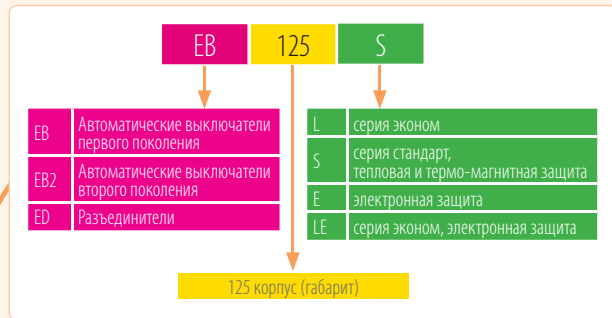 EB 125 S
EB Автоматические выключатели
первого поколения
EB2 Автоматические выключатели
второго поколения
ED Разъединители
L серия эконом
S серия стандарт,
тепловая и термо-магнитная защита
E электронная защита
LE серия эконом, электронная защита
125 корпус (габарит)